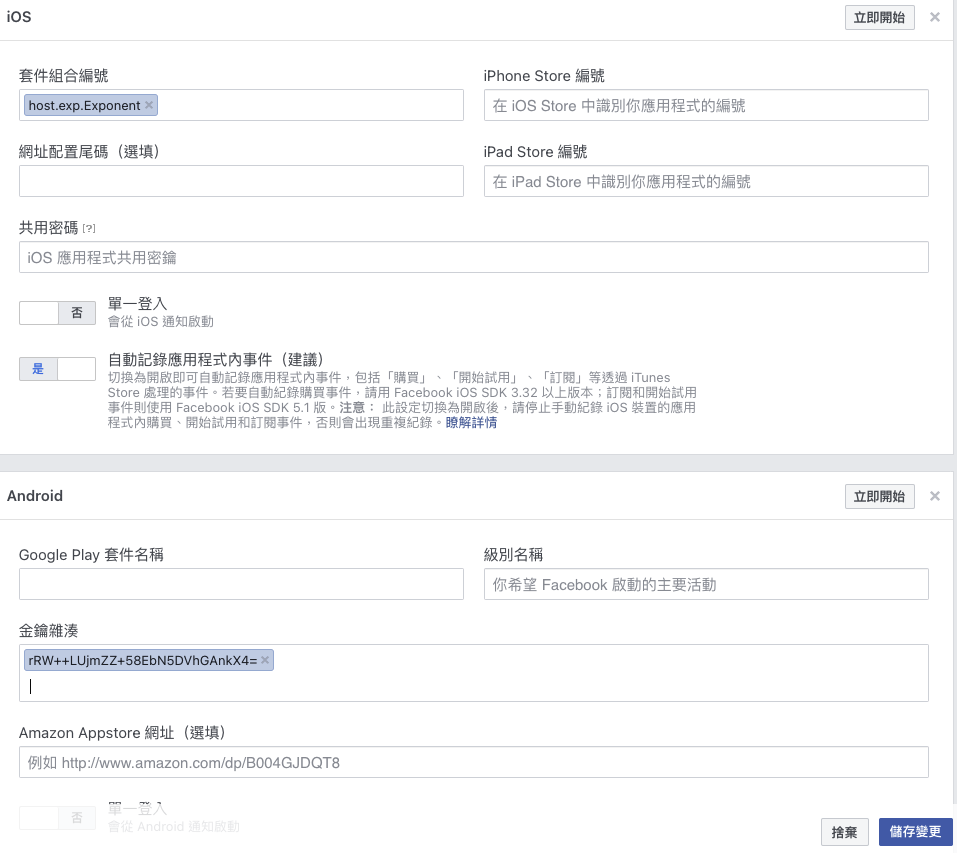 iOS
立即開始 ×
套件組合編號
iPhone Store 編號
host.exp.Exponent ×
在 iOS Store 中識別你應用程式的編號
網址配置尾碼（選填）
iPad Store 編號
在 iPad Store 中識別你應用程式的編號
共用密碼 [?]
iOS 應用程式共用密鑰
否
單一登入
會從 iOS 通知啟動
是
自動記錄應用程式內事件（建議）
切換為開啟即可自動記錄應用程式內事件，包括「購買」、「開始試用」、「訂閱」等透過 iTunes
Store 處理的事件。若要自動紀錄購買事件，請用 Facebook iOS SDK 3.32 以上版本；訂閱和開始試用
事件則使用 Facebook iOS SDK 5.1 版。注意： 此設定切換為開啟後，請停止手動紀錄 iOS 裝置的應用
程式內購買、開始試用和訂閱事件，否則會出現重複紀錄。瞭解詳情
Android
立即開始 ×
Google Play 套件名稱
級別名稱
你希望 Facebook 啟動的主要活動
金鑰雜湊
rRW++LUjmZZ+58EbN5DVhGAnkX4= ×
Amazon Appstore 網址（選填）
例如 http://www.amazon.com/dp/B004GJDQT8
否
單一登入
會從 Android 通知啟動
捨棄
儲存變更